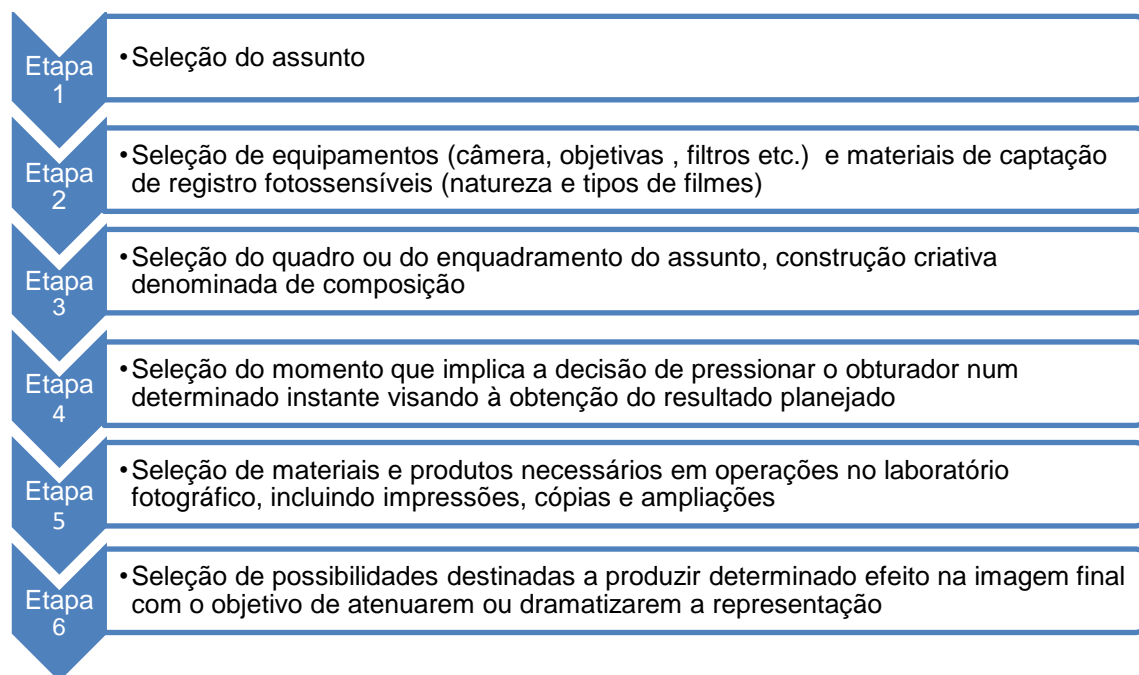 Etapa
1
•Seleção do assunto
Etapa
2
•Seleção de equipamentos (câmera, objetivas , filtros etc.)  e materiais de captação
de registro fotossensíveis (natureza e tipos de filmes)
Etapa
3
•Seleção do quadro ou do enquadramento do assunto, construção criativa
denominada de composição
Etapa
4
•Seleção do momento que implica a decisão de pressionar o obturador num
determinado instante visando à obtenção do resultado planejado
Etapa
5
•Seleção de materiais e produtos necessários em operações no laboratório
fotográfico, incluindo impressões, cópias e ampliações
Etapa
6
•Seleção de possibilidades destinadas a produzir determinado efeito na imagem final
com o objetivo de atenuarem ou dramatizarem a representação